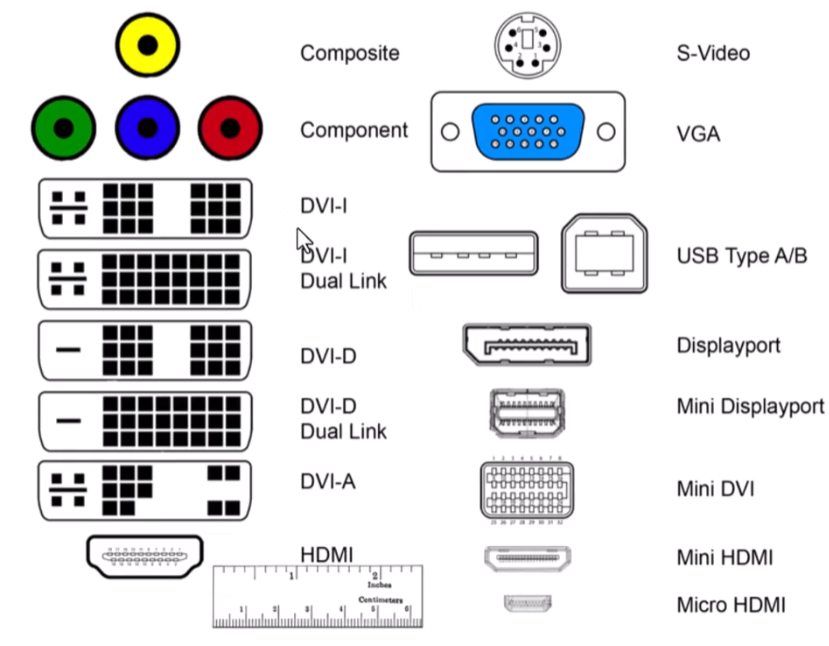 Composite
S-Video
Component
VGA
DVI-I
DVI-I
Dual Link
USB Type A/B
DVI-D
Displayport
DVI-D
Dual Link
Mini Displayport
DVI-A
Mini DVI
HDMI
Mini HDMI
Micro HDMI
1 2
Inches
Centimeters
1 2 3 4 5 6